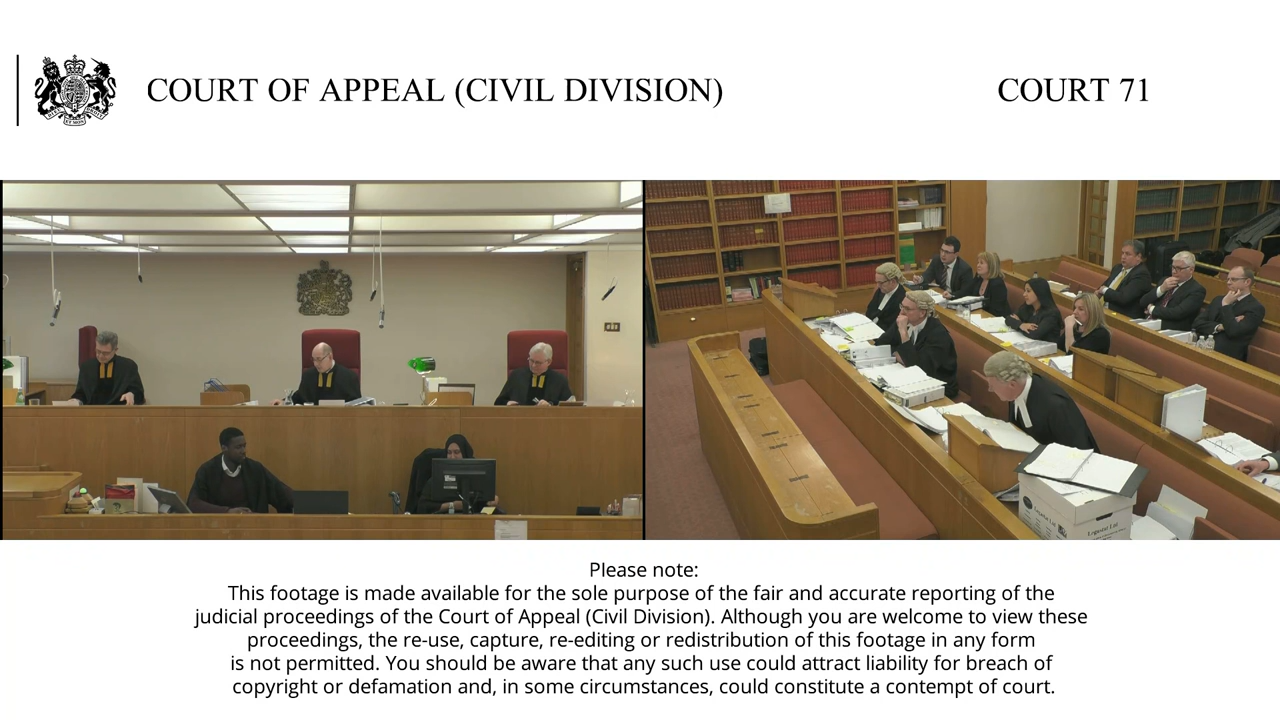 COURT OF APPEAL (CIVIL DIVISION)
COURT 71
Please note:
This footage is made available for the sole purpose of the fair and accurate reporting of the
judicial proceedings of the Court of Appeal (Civil Division). Although you are welcome to view these
proceedings, the re-use, capture, re-editing or redistribution of this footage in any form
is not permitted. You should be aware that any such use could attract liability for breach of
copyright or defamation and, in some circumstances, could constitute a contempt of court.